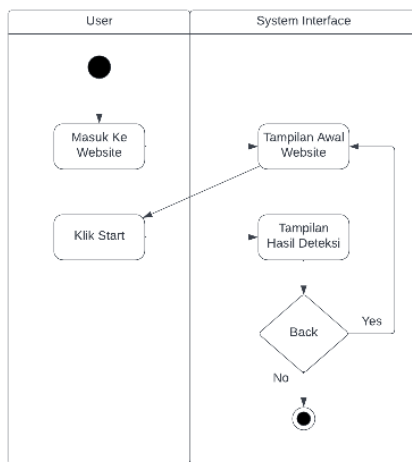 User
System Interface
Masuk Ke
Website
Tampilan Awal
Website
Klik Start
Tampilan
Hasil Deteksi
Back
Yes
No